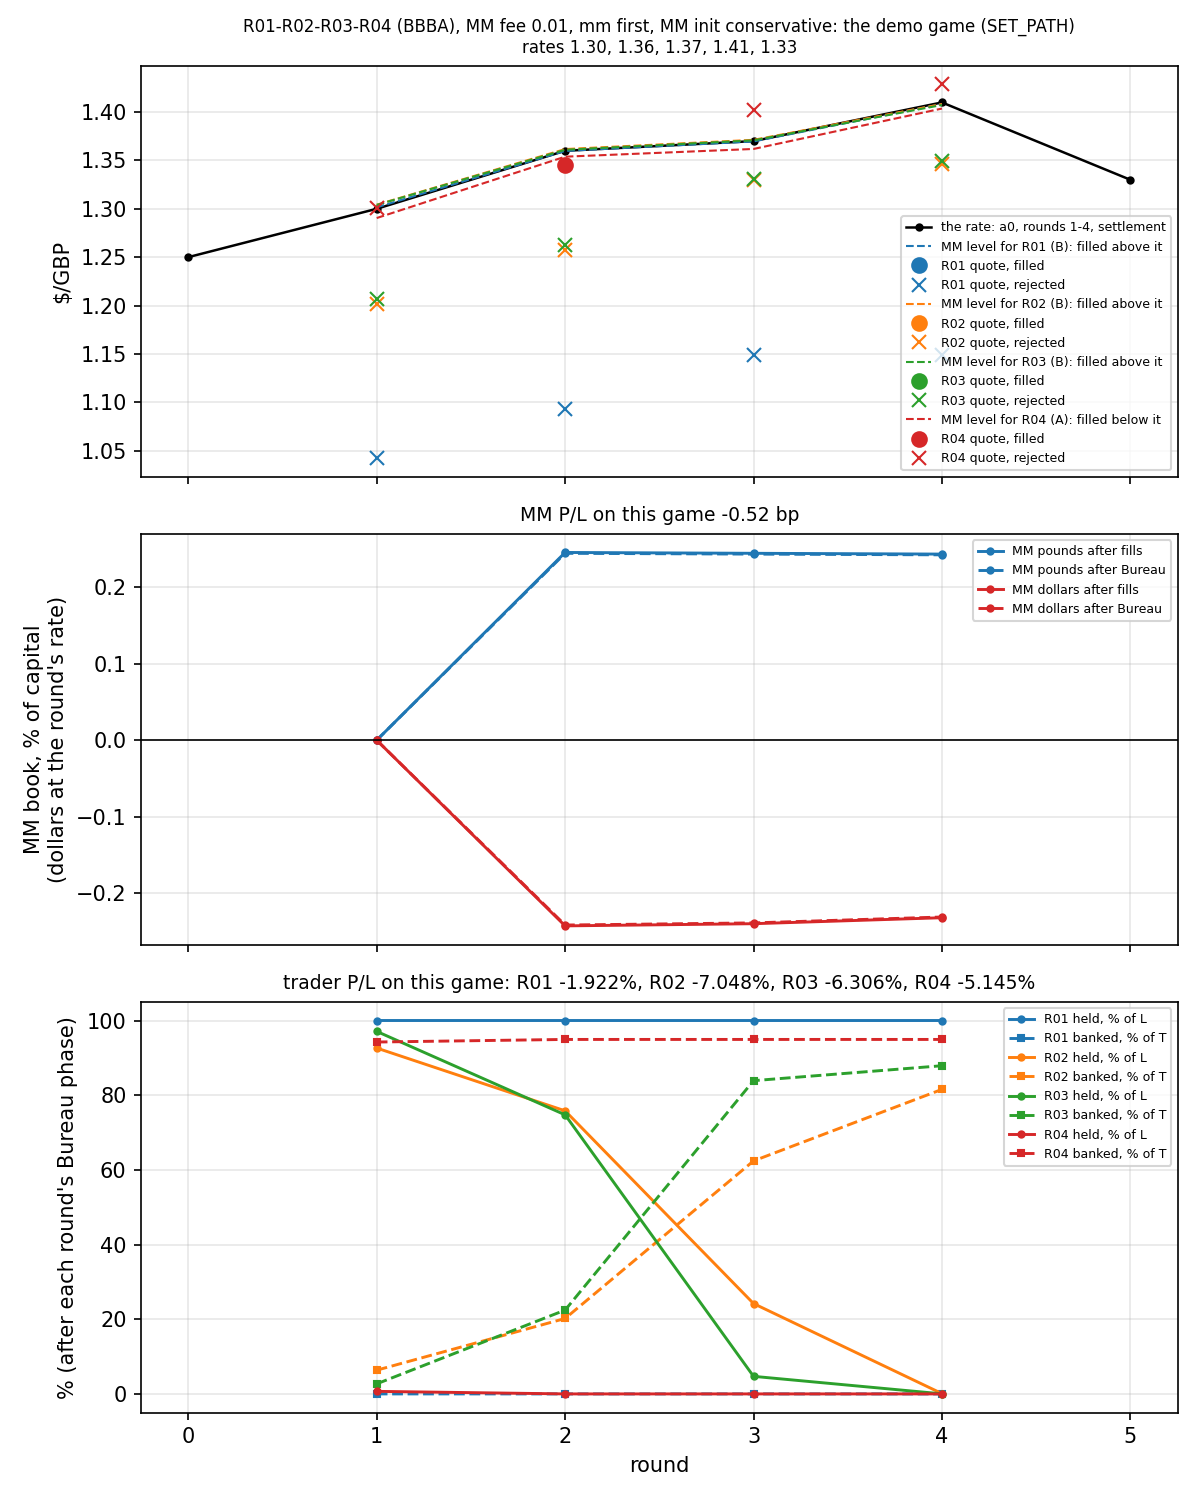 R01-R02-R03-R04 (BBBA), MM fee 0.01, mm first, MM init conservative: the demo game (SET_PATH)
rates 1.30, 1.36, 1.37, 1.41, 1.33
$/GBP
1.40
1.35
1.30
1.25
1.20
1.15
1.10
1.05
the rate: a0, rounds 1-4, settlement
MM level for R01 (B): filled above it
R01 quote, filled
R01 quote, rejected
MM level for R02 (B): filled above it
R02 quote, filled
R02 quote, rejected
MM level for R03 (B): filled above it
R03 quote, filled
R03 quote, rejected
MM level for R04 (A): filled below it
R04 quote, filled
R04 quote, rejected
MM P/L on this game -0.52 bp
MM book, % of capital
(dollars at the round's rate)
0.2
0.1
0.0
−0.1
−0.2
MM pounds after fills
MM pounds after Bureau
MM dollars after fills
MM dollars after Bureau
trader P/L on this game: R01 -1.922%, R02 -7.048%, R03 -6.306%, R04 -5.145%
% (after each round's Bureau phase)
100
80
60
40
20
0
R01 held, % of L
R01 banked, % of T
R02 held, % of L
R02 banked, % of T
R03 held, % of L
R03 banked, % of T
R04 held, % of L
R04 banked, % of T
0 1 2 3 4 5
round